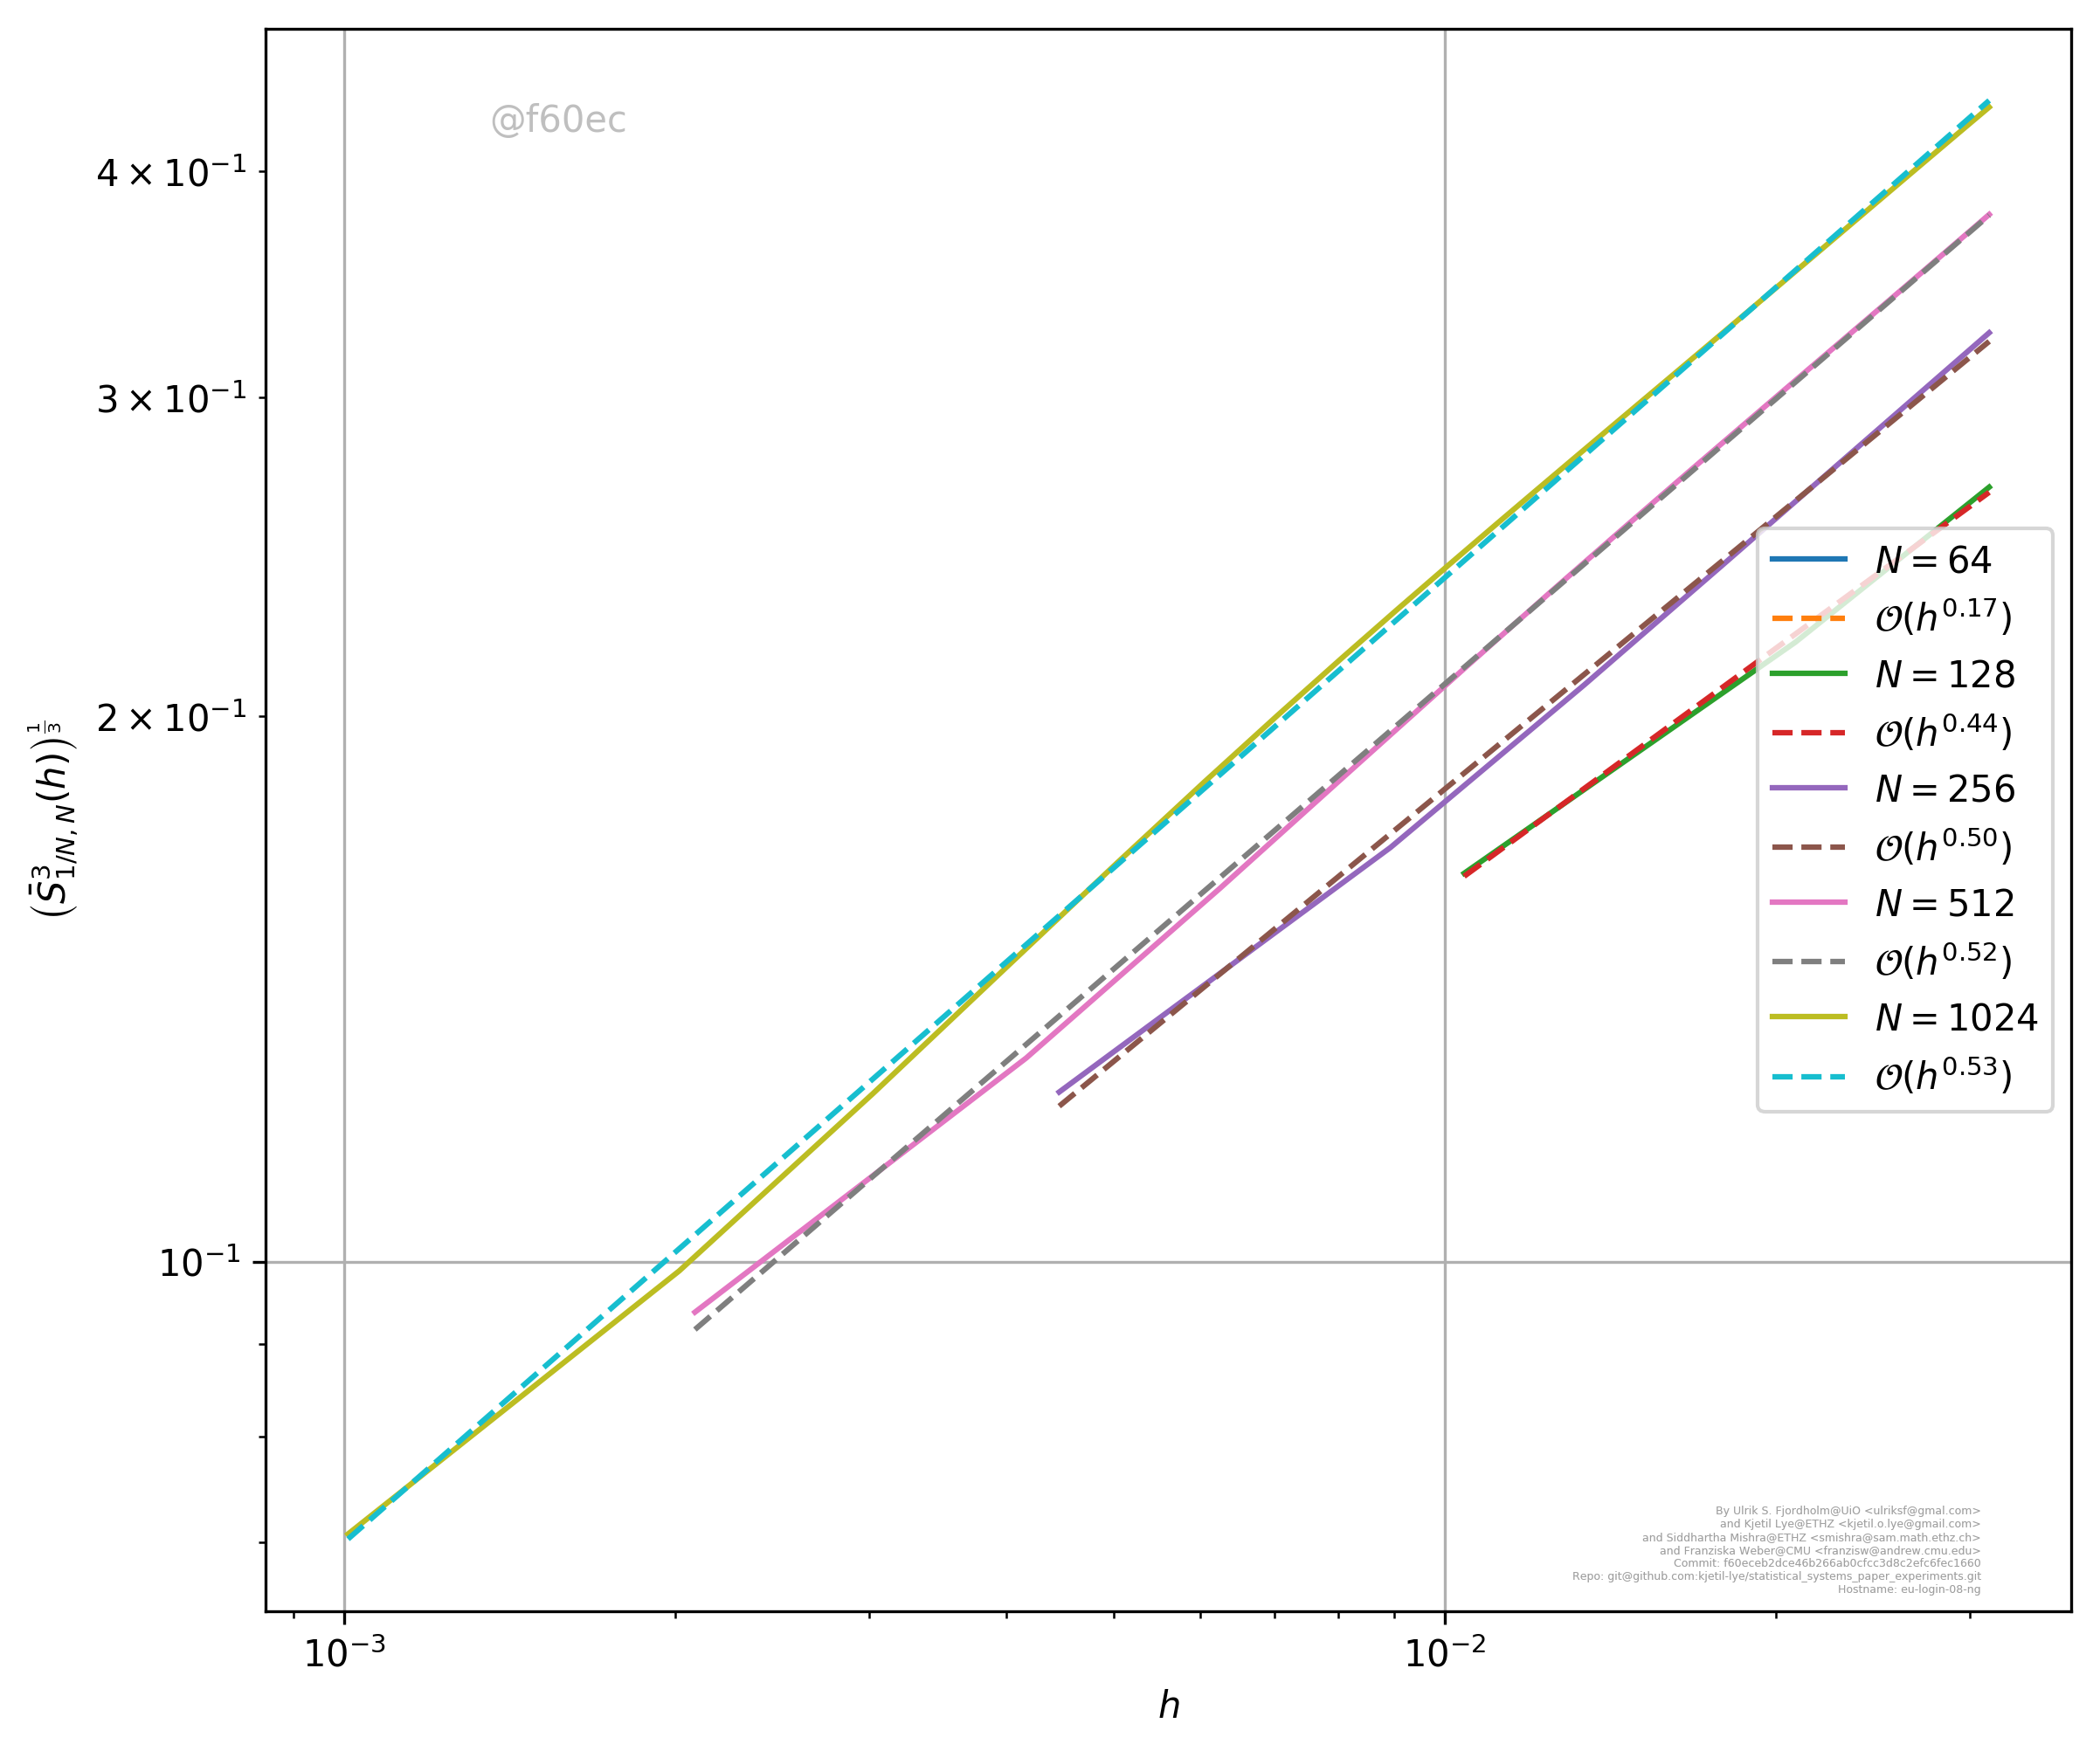 @f60ec
4 × 10⁻¹
3 × 10⁻¹
2 × 10⁻¹
10⁻¹
(S̄³₁/N, N(h))^(1/3)
N = 64
𝒪(h^0.17)
N = 128
𝒪(h^0.44)
N = 256
𝒪(h^0.50)
N = 512
𝒪(h^0.52)
N = 1024
𝒪(h^0.53)
By Ulrik S. Fjordholm@UiO <ulriksf@gmal.com>
and Kjetil Lye@ETHZ <kjetil.o.lye@gmail.com>
and Siddhartha Mishra@ETHZ <smishra@sam.math.ethz.ch>
and Franziska Weber@CMU <franzisw@andrew.cmu.edu>
Commit: f60eceb2dce46b266ab0cfcc3d8c2efc6fec1660
Repo: git@github.com:kjetil-lye/statistical_systems_paper_experiments.git
Hostname: eu-login-08-ng
10⁻³
10⁻²
h